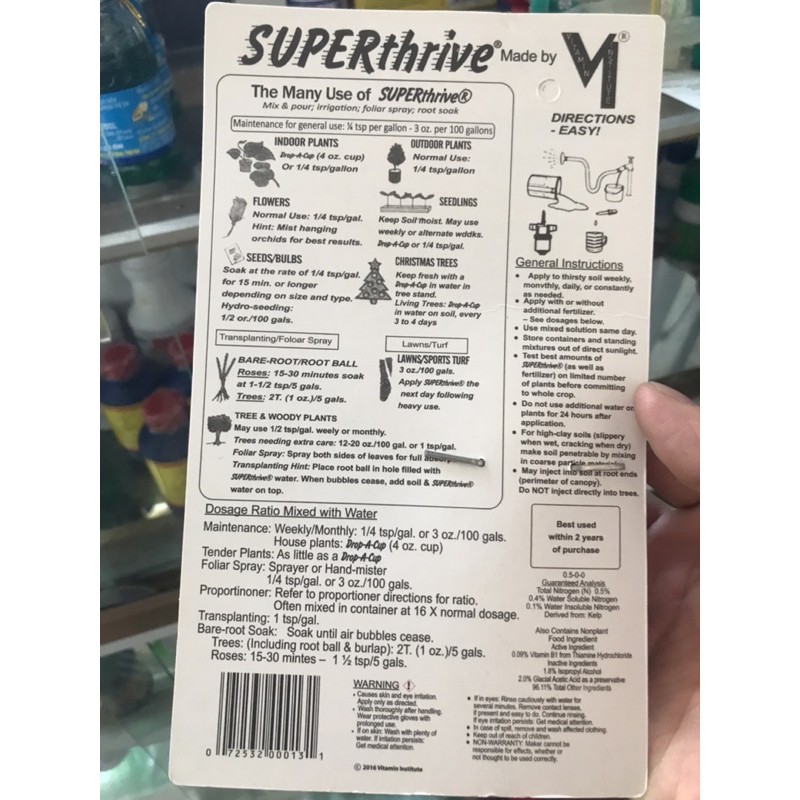 SUPERthrive® Made by
VITAMIN INSTITUTE ®
The Many Use of SUPERthrive®
Mix & pour; irrigation; foliar spray; root soak
Maintenance for general use: ¼ tsp per gallon - 3 oz. per 100 gallons
INDOOR PLANTS
Drop-A-Cup (4 oz. cup)
Or 1/4 tsp/gallon
OUTDOOR PLANTS
Normal Use:
1/4 tsp/gallon
FLOWERS
Normal Use: 1/4 tsp/gal.
Hint: Mist hanging
orchids for best results.
SEEDLINGS
Keep Soil moist. May use
weekly or alternate wddks.
Drop-A-Cup or 1/4 tsp/gal.
SEEDS/BULBS
Soak at the rate of 1/4 tsp/gal.
for 15 min. or longer
depending on size and type.
Hydro-seeding:
1/2 or./100 gals.
CHRISTMAS TREES
Keep fresh with a
Drop-A-Cup in water in
tree stand.
Living Trees: Drop-A-Cup
in water on soil, every
3 to 4 days
Transplanting/Foloar Spray
Lawns/Turf
BARE-ROOT/ROOT BALL
Roses: 15-30 minutes soak
at 1-1/2 tsp/5 gals.
Trees: 2T. (1 oz.)/5 gals.
LAWNS/SPORTS TURF
3 oz./100 gals.
Apply SUPERthrive® the
next day following
heavy use.
TREE & WOODY PLANTS
May use 1/2 tsp/gal. weely or monthly.
Trees needing extra care: 12-20 oz./100 gal. or 1 tsp/gal.
Foliar Spray: Spray both sides of leaves for full
Transplanting Hint: Place root ball in hole filled with
SUPERthrive® water. When bubbles cease, add soil & SUPERthrive®
water on top.
DIRECTIONS
- EASY!
General Instructions
• Apply to thirsty soil weekly,
monvthly, daily, or constantly
as needed.
• Apply with or without
additional fertilizer.
– See dosages below.
• Use mixed solution same day.
• Store containers and standing
mixtures out of direct sunlight.
• Test best amounts of
SUPERthrive® (as well as
fertilizer) on limited number
of plants before committing
to whole crop.
• Do not use additional water on
plants for 24 hours after
application.
• For high-clay soils (slippery
when wet, cracking when dry)
make soil penetrable by mixing
in coarse particle materials.
• May inject into soil at root ends
(perimeter of canopy).
Do NOT inject directly into trees.
Dosage Ratio Mixed with Water
Maintenance: Weekly/Monthly: 1/4 tsp/gal. or 3 oz./100 gals.
House plants: Drop-A-Cup (4 oz. cup)
Tender Plants: As little as a Drop-A-Cup
Foliar Spray: Sprayer or Hand-mister
1/4 tsp/gal. or 3 oz./100 gals.
Proportinoner: Refer to proportioner directions for ratio.
Often mixed in container at 16 X normal dosage.
Transplanting: 1 tsp/gal.
Bare-root Soak: Soak until air bubbles cease.
Trees: (Including root ball & burlap): 2T. (1 oz.)/5 gals.
Roses: 15-30 mintes – 1 ½ tsp/5 gals.
Best used
within 2 years
of purchase
0.5-0-0
Guaranteed Analysis
Total Nitrogen (N) 0.5%
0.4% Water Soluble Nitrogen
0.1% Water Insoluble Nitrogen
Derived from: Kelp
Also Contains Nonplant
Food Ingredient
Active Ingredient
0.09% Vitamin B1 from Thiamine Hydrochloride
Inactive Ingredients
1.8% Isopropyl Alcohol
2.0% Glacial Acetic Acid as a preservative
96.11% Total Other Ingredients
0 72532 00013 1
WARNING !
• Causes skin and eye irritation.
Apply only as directed.
• Wash thoroughly after handling.
Wear protective gloves with
prolonged use.
• If on skin: Wash with plenty of
water. If irritation persists:
Get medical attention.
• If in eyes: Rinse cautiously with water for
several minutes. Remove contact lenses,
if present and easy to do. Continue rinsing.
If eye irritation persists: Get medical attention.
• In case of spill, remove and wash affected clothing.
• Keep out of reach of children.
• NON-WARRANTY: Maker cannot be
responsible for effects, whether or
not thought to be used correctly.
© 2016 Vitamin Institute